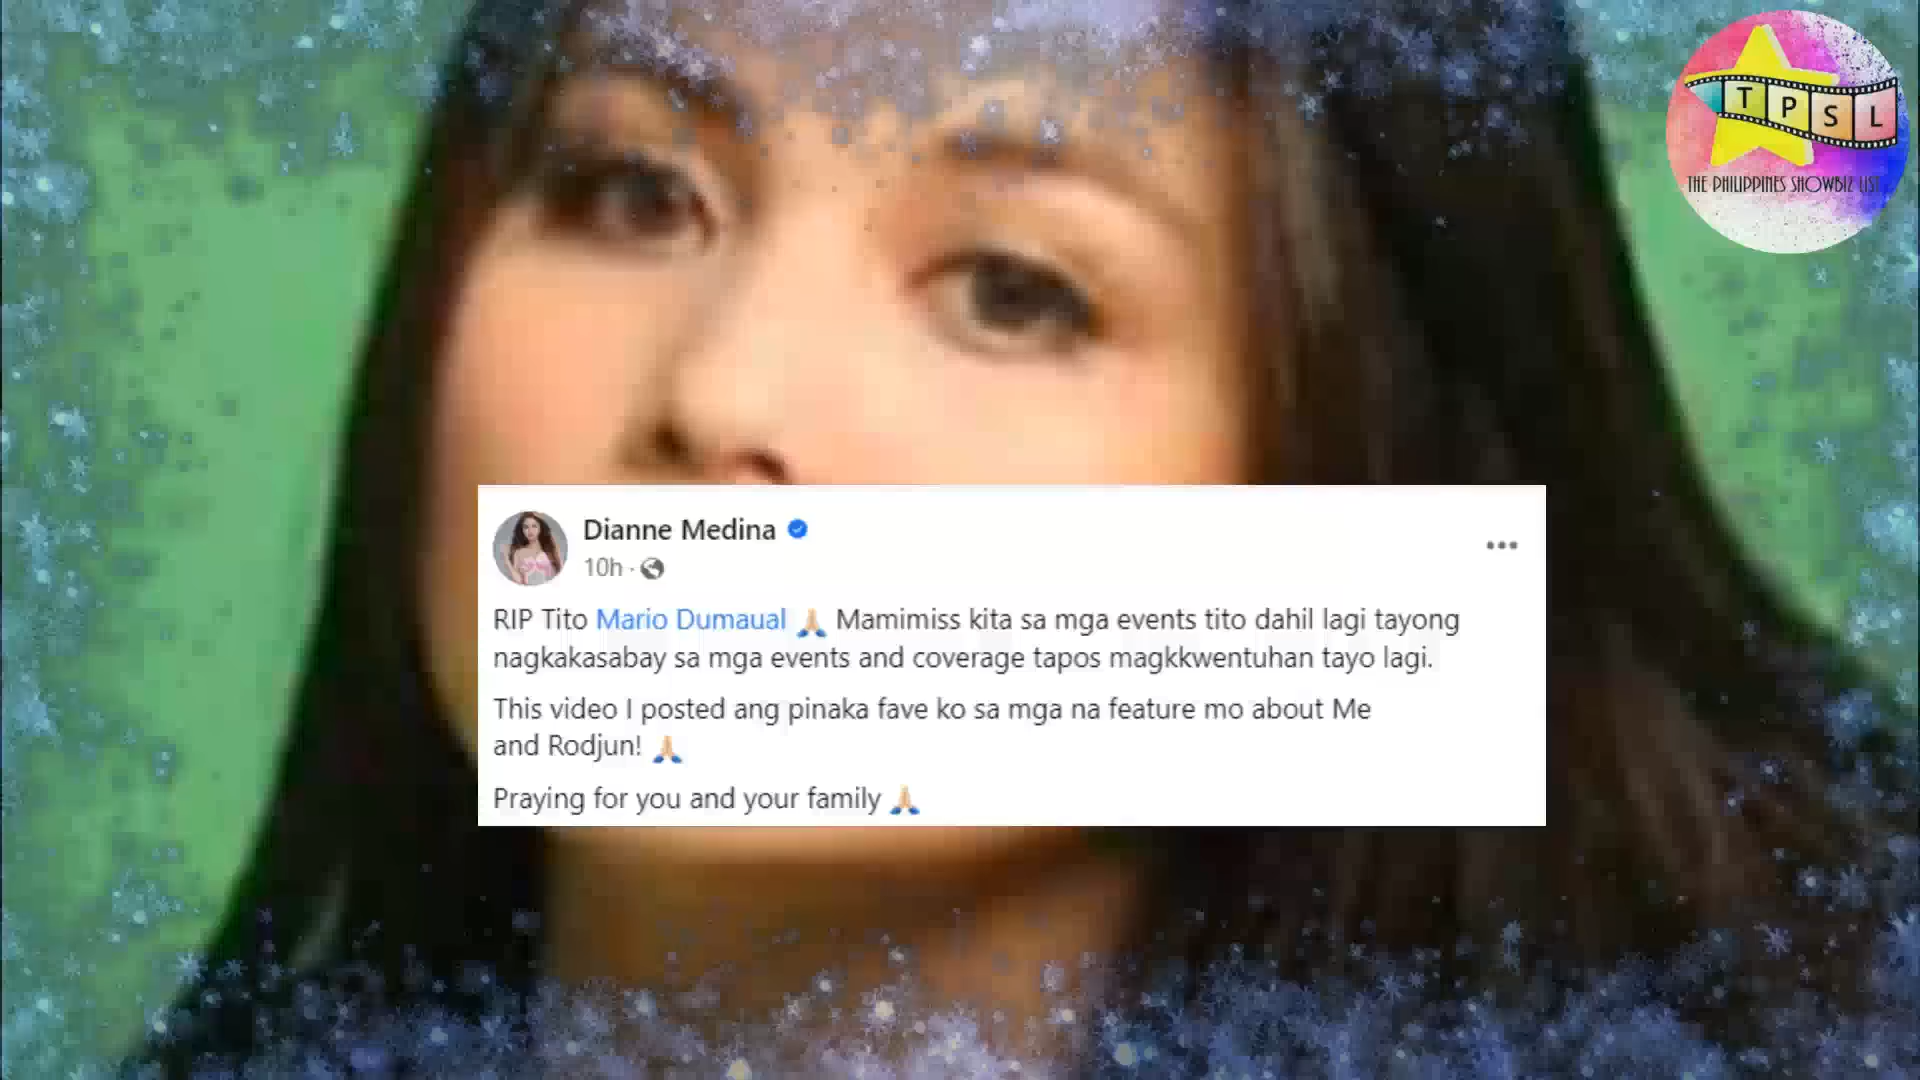 T P S L
THE PHILIPPINES SHOWBIZ LIST
Dianne Medina
10h ·
RIP Tito Mario Dumaual 🙏🏼 Mamimiss kita sa mga events tito dahil lagi tayong
nagkakasabay sa mga events and coverage tapos magkkwentuhan tayo lagi.
This video I posted ang pinaka fave ko sa mga na feature mo about Me
and Rodjun! 🙏🏼
Praying for you and your family 🙏🏼